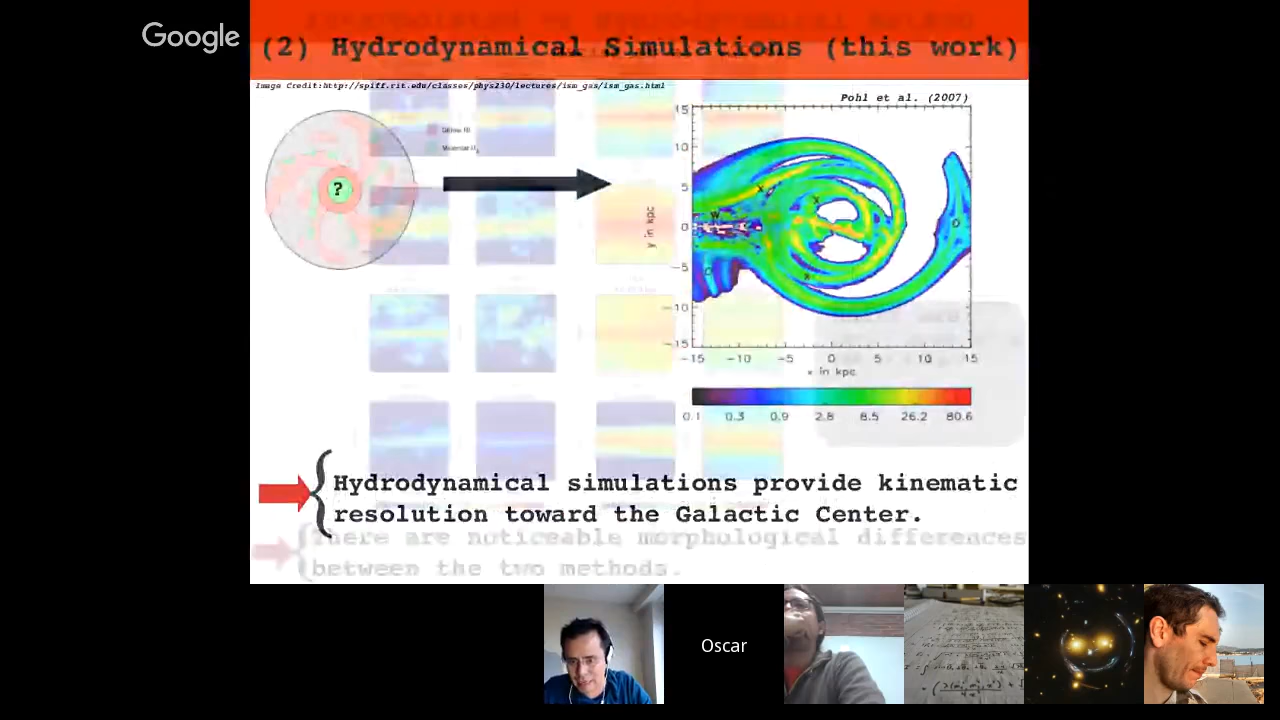 Google
(2) Hydrodynamical Simulations (this work)
Image Credit:http://spiff.rit.edu/classes/phys230/lectures/ism_gas/ism_gas.html
Pohl et al. (2007)
?
15
10
5
0
-5
-10
-15
y in kpc
X
X
W
O
X
-15 -10 -5 0 5 10 15
x in kpc
0.1 0.3 0.9 2.8 8.5 26.2 80.6
Hydrodynamical simulations provide kinematic
resolution toward the Galactic Center.
There are noticeable morphological differences
between the two methods.
Oscar